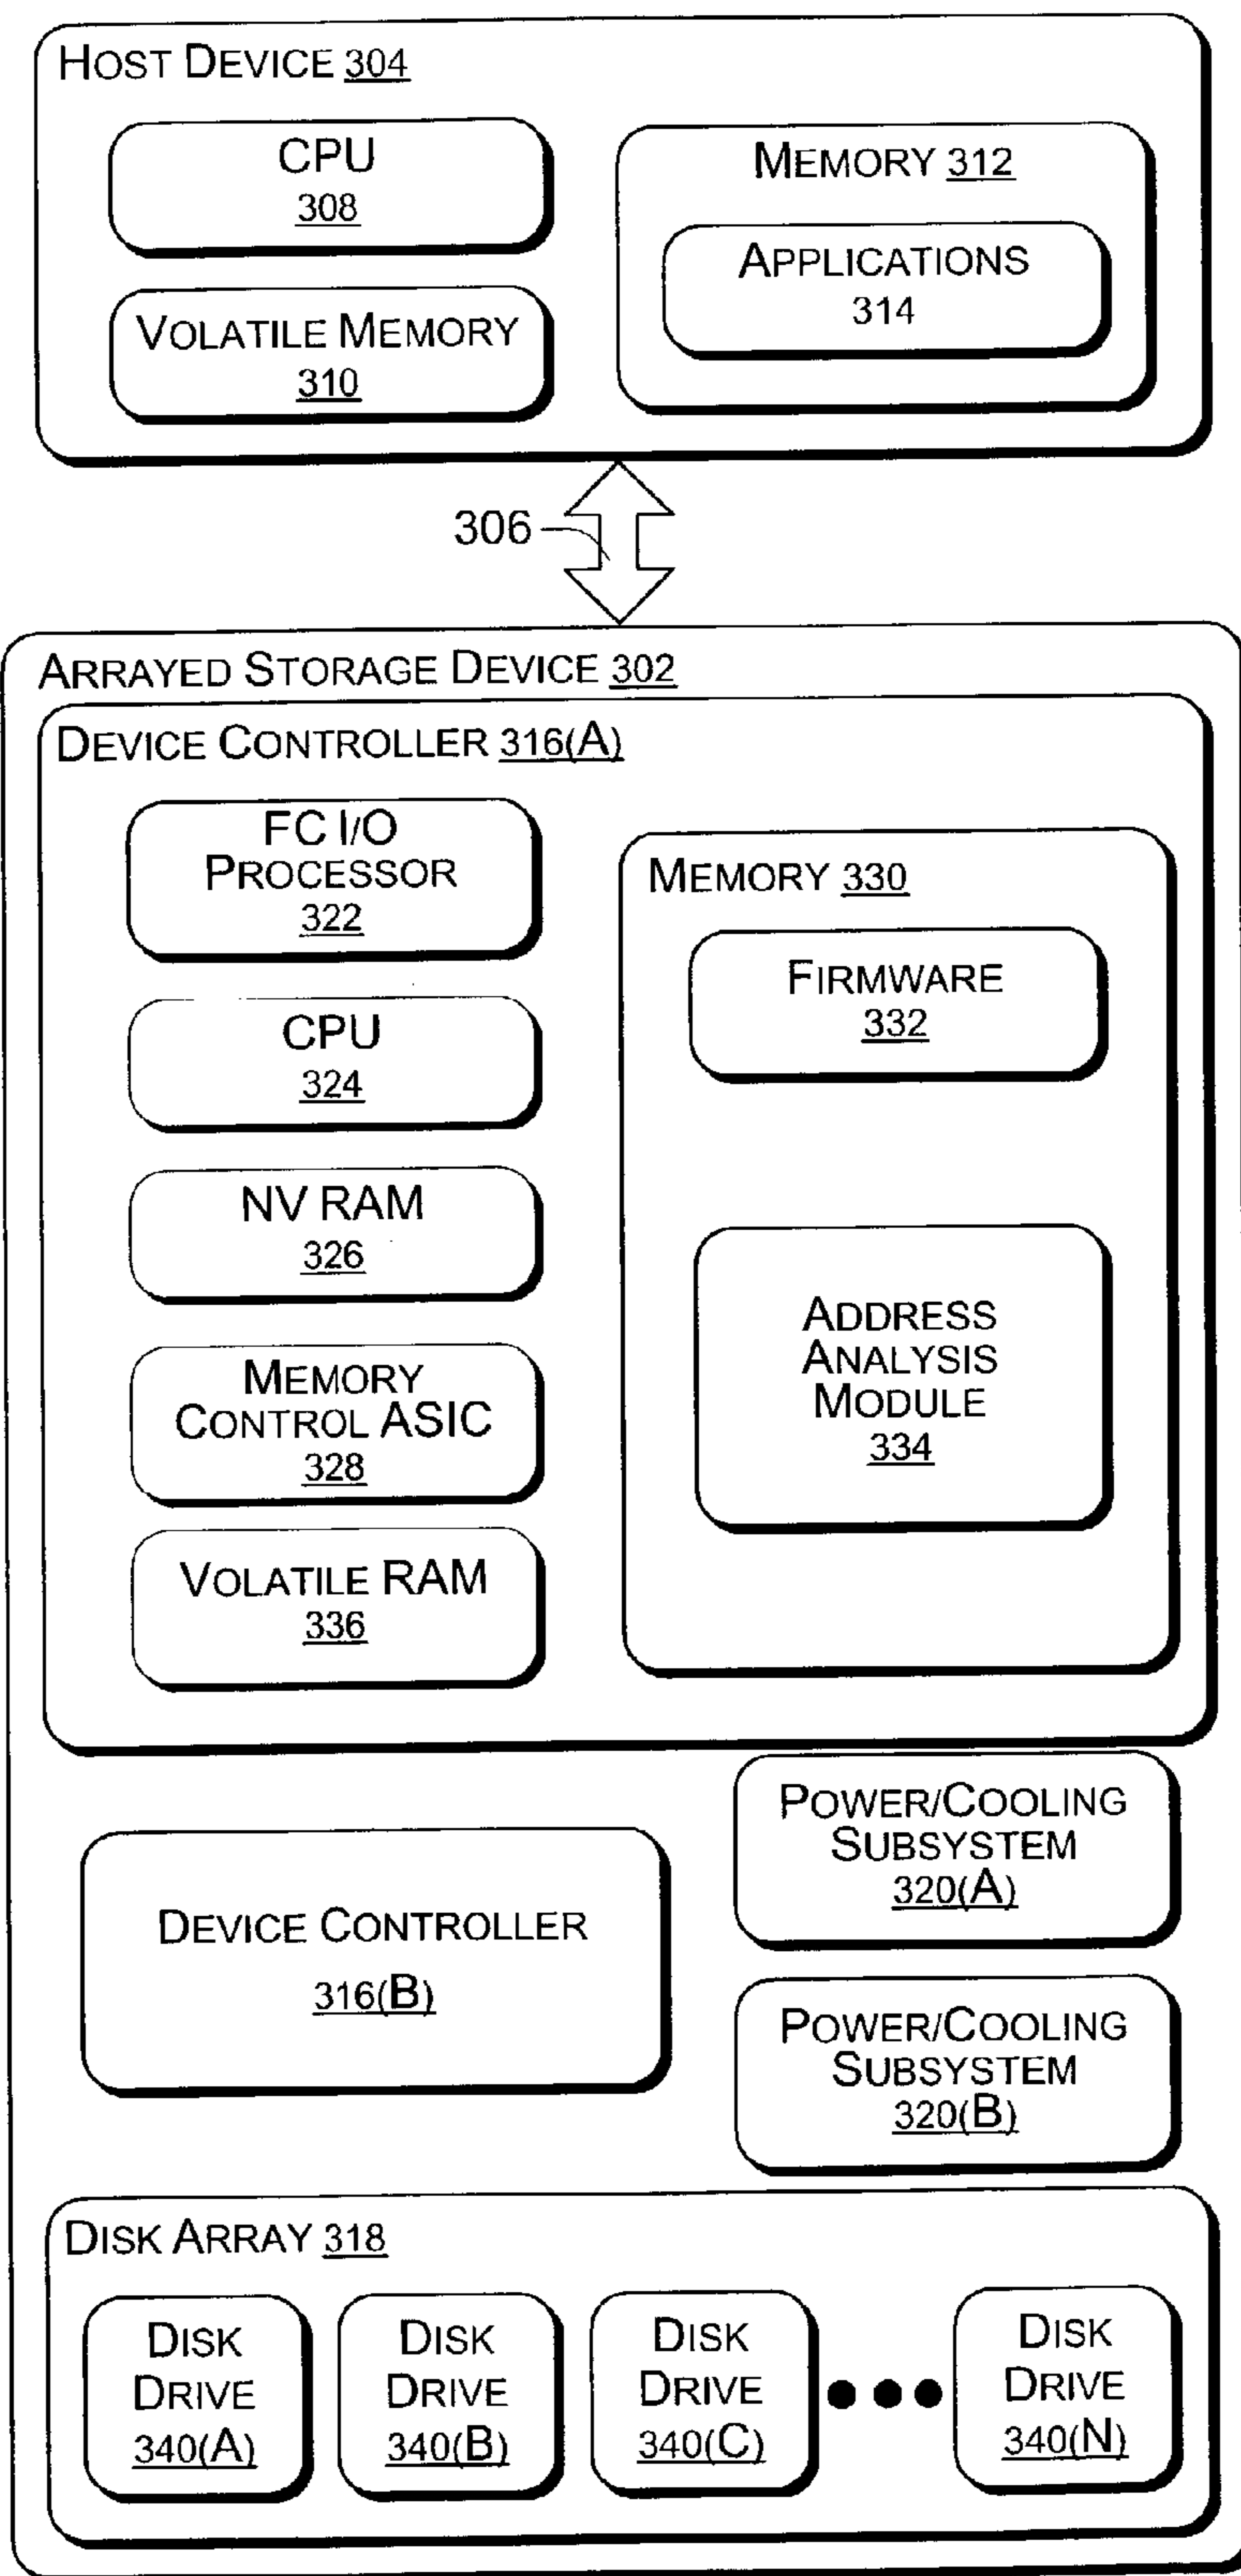 HOST DEVICE 304
CPU
308
VOLATILE MEMORY
310
MEMORY 312
APPLICATIONS
314
306
ARRAYED STORAGE DEVICE 302
DEVICE CONTROLLER 316(A)
FC I/O
PROCESSOR
322
CPU
324
NV RAM
326
MEMORY
CONTROL ASIC
328
VOLATILE RAM
336
MEMORY 330
FIRMWARE
332
ADDRESS
ANALYSIS
MODULE
334
DEVICE CONTROLLER
316(B)
POWER/COOLING
SUBSYSTEM
320(A)
POWER/COOLING
SUBSYSTEM
320(B)
DISK ARRAY 318
DISK
DRIVE
340(A)
DISK
DRIVE
340(B)
DISK
DRIVE
340(C)
DISK
DRIVE
340(N)